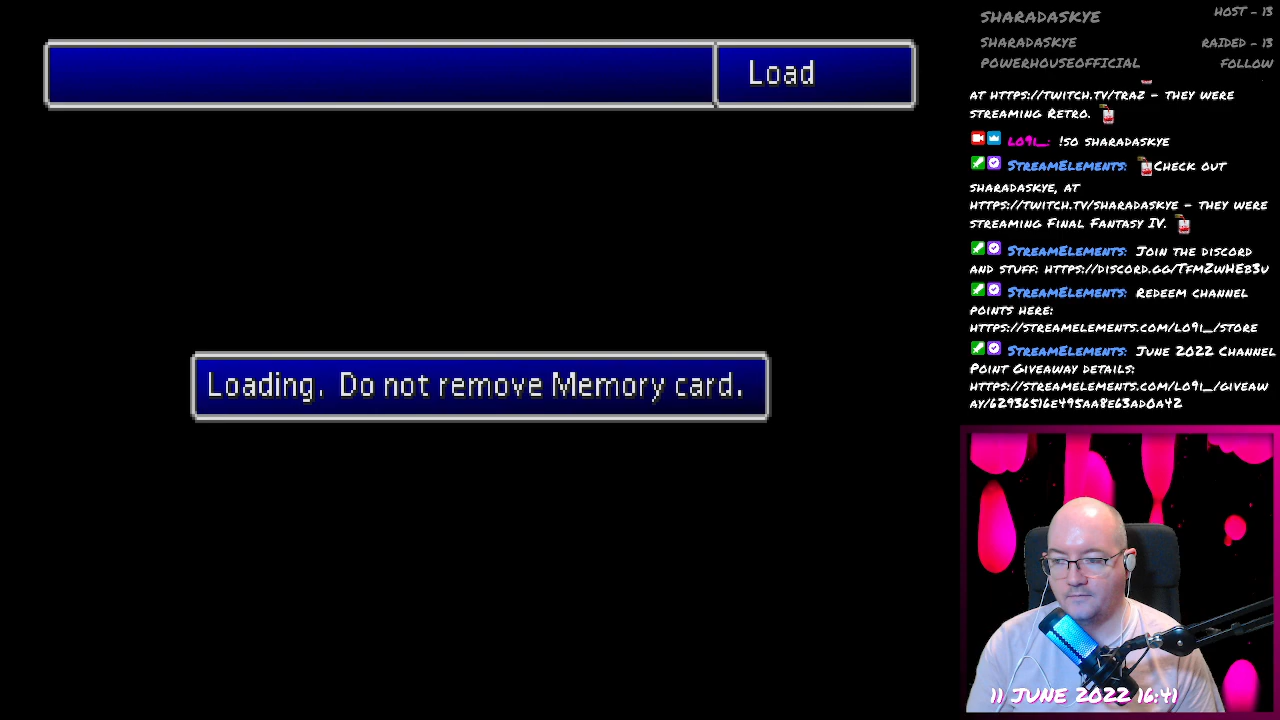 Load
Loading. Do not remove Memory card.
SHARADASKYE HOST - 13
SHARADASKYE RAIDED - 13
POWERHOUSEOFFICIAL FOLLOW
AT HTTPS://TWITCH.TV/TRAZ - THEY WERE
STREAMING RETRO.
LO9I_: !SO SHARADASKYE
STREAMELEMENTS: CHECK OUT
SHARADASKYE, AT
HTTPS://TWITCH.TV/SHARADASKYE - THEY WERE
STREAMING FINAL FANTASY IV.
STREAMELEMENTS: JOIN THE DISCORD
AND STUFF: HTTPS://DISCORD.GG/TFMZWHE83U
STREAMELEMENTS: REDEEM CHANNEL
POINTS HERE:
HTTPS://STREAMELEMENTS.COM/LO9I_/STORE
STREAMELEMENTS: JUNE 2022 CHANNEL
POINT GIVEAWAY DETAILS:
HTTPS://STREAMELEMENTS.COM/LO9I_/GIVEAW
AY/62936516E495AA8E63AD0A42
11 JUNE 2022 16:41